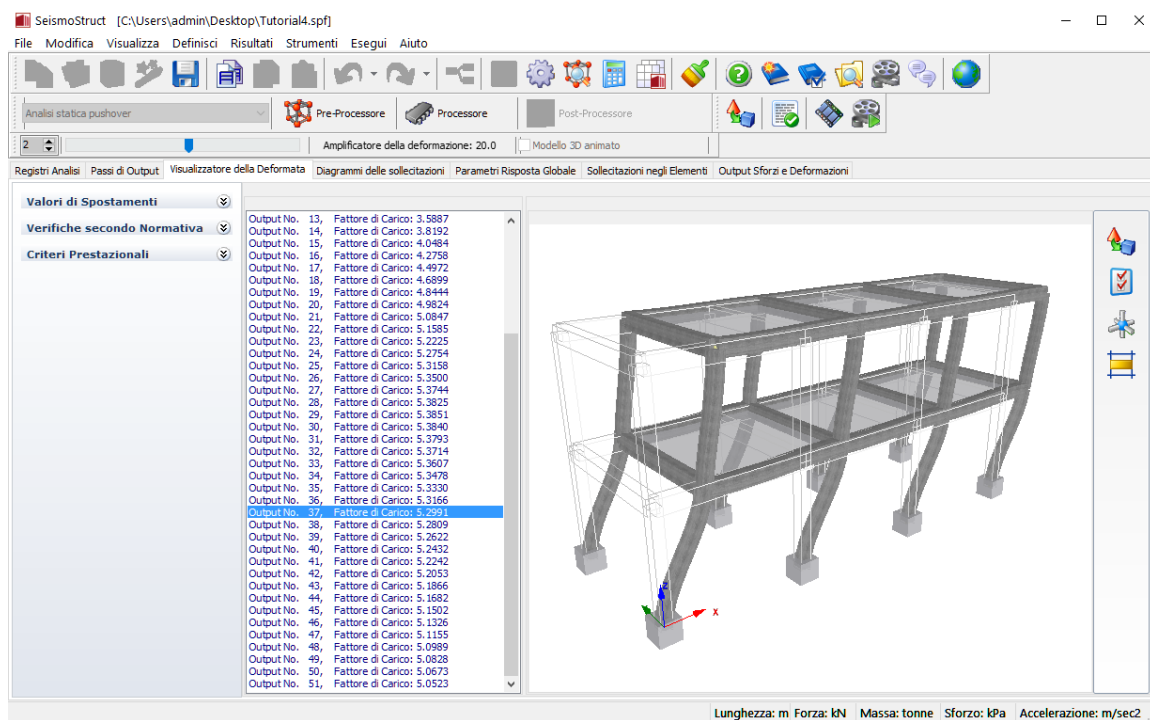 SeismoStruct [C:\Users\admin\Desktop\Tutorial4.spf]
File Modifica Visualizza Definisci Risultati Strumenti Esegui Aiuto
Analisi statica pushover Pre-Processore Processore Post-Processore
2 Amplificatore della deformazione: 20.0 Modello 3D animato
Registri Analisi Passi di Output Visualizzatore della Deformata Diagrammi delle sollecitazioni Parametri Risposta Globale Sollecitazioni negli Elementi Output Sforzi e Deformazioni
Valori di Spostamenti
Verifiche secondo Normativa
Criteri Prestazionali
Output No. 13, Fattore di Carico: 3.5887
Output No. 14, Fattore di Carico: 3.8192
Output No. 15, Fattore di Carico: 4.0484
Output No. 16, Fattore di Carico: 4.2758
Output No. 17, Fattore di Carico: 4.4972
Output No. 18, Fattore di Carico: 4.6899
Output No. 19, Fattore di Carico: 4.8444
Output No. 20, Fattore di Carico: 4.9824
Output No. 21, Fattore di Carico: 5.0847
Output No. 22, Fattore di Carico: 5.1585
Output No. 23, Fattore di Carico: 5.2225
Output No. 24, Fattore di Carico: 5.2754
Output No. 25, Fattore di Carico: 5.3158
Output No. 26, Fattore di Carico: 5.3500
Output No. 27, Fattore di Carico: 5.3744
Output No. 28, Fattore di Carico: 5.3825
Output No. 29, Fattore di Carico: 5.3851
Output No. 30, Fattore di Carico: 5.3840
Output No. 31, Fattore di Carico: 5.3793
Output No. 32, Fattore di Carico: 5.3714
Output No. 33, Fattore di Carico: 5.3607
Output No. 34, Fattore di Carico: 5.3478
Output No. 35, Fattore di Carico: 5.3330
Output No. 36, Fattore di Carico: 5.3166
Output No. 37, Fattore di Carico: 5.2991
Output No. 38, Fattore di Carico: 5.2809
Output No. 39, Fattore di Carico: 5.2622
Output No. 40, Fattore di Carico: 5.2432
Output No. 41, Fattore di Carico: 5.2242
Output No. 42, Fattore di Carico: 5.2053
Output No. 43, Fattore di Carico: 5.1866
Output No. 44, Fattore di Carico: 5.1682
Output No. 45, Fattore di Carico: 5.1502
Output No. 46, Fattore di Carico: 5.1326
Output No. 47, Fattore di Carico: 5.1155
Output No. 48, Fattore di Carico: 5.0989
Output No. 49, Fattore di Carico: 5.0828
Output No. 50, Fattore di Carico: 5.0673
Output No. 51, Fattore di Carico: 5.0523
z
x
Lunghezza: m Forza: kN Massa: tonne Sforzo: kPa Accelerazione: m/sec2